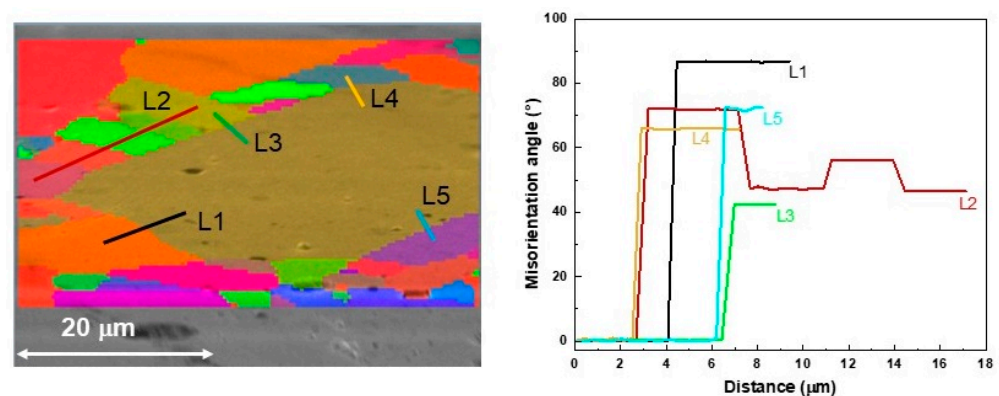 L2
L4
L3
L5
L1
20 μm
100
80
60
40
20
0
Misorientation angle (°)
L1
L5
L4
L2
L3
0 2 4 6 8 10 12 14 16 18
Distance (μm)